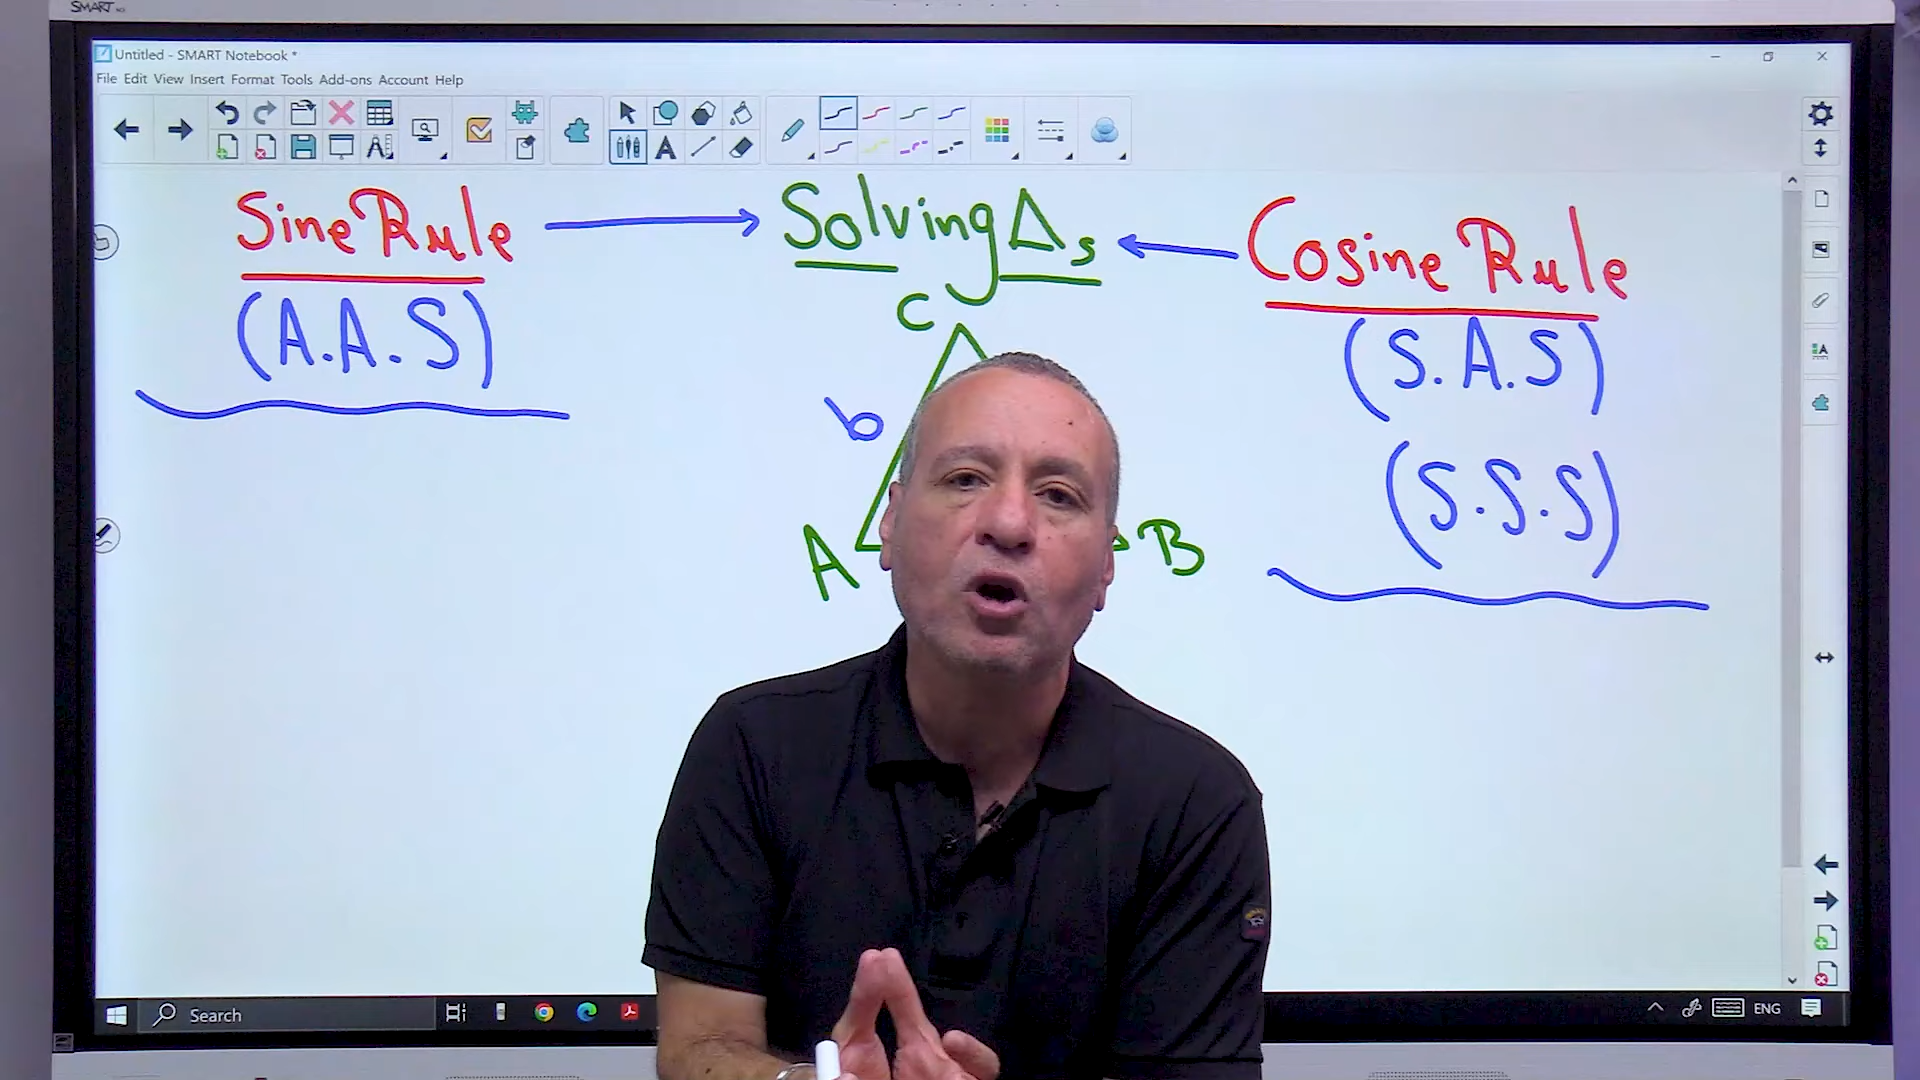 SMART
Untitled - SMART Notebook *
File Edit View Insert Format Tools Add-ons Account Help
Sine Rule
Solving Δs
Cosine Rule
(A.A.S)
(S.A.S)
(S.S.S)
C
b
A
B
Search
ENG